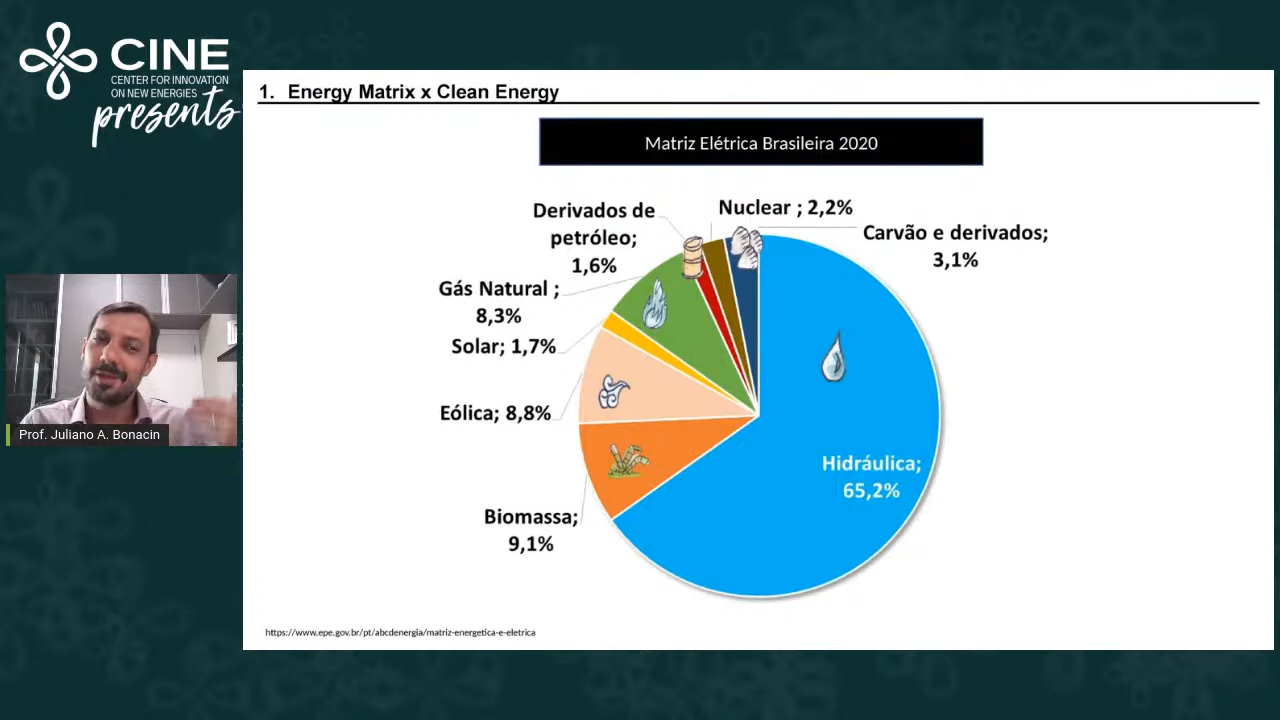 CINE
CENTER FOR INNOVATION
ON NEW ENERGIES
presents
1. Energy Matrix x Clean Energy
Matriz Elétrica Brasileira 2020
Derivados de
petróleo;
1,6%
Nuclear ; 2,2%
Carvão e derivados;
3,1%
Gás Natural ;
8,3%
Solar; 1,7%
Eólica; 8,8%
Hidráulica;
65,2%
Biomassa;
9,1%
Prof. Juliano A. Bonacin
https://www.epe.gov.br/pt/abcdenergia/matriz-energetica-e-eletrica